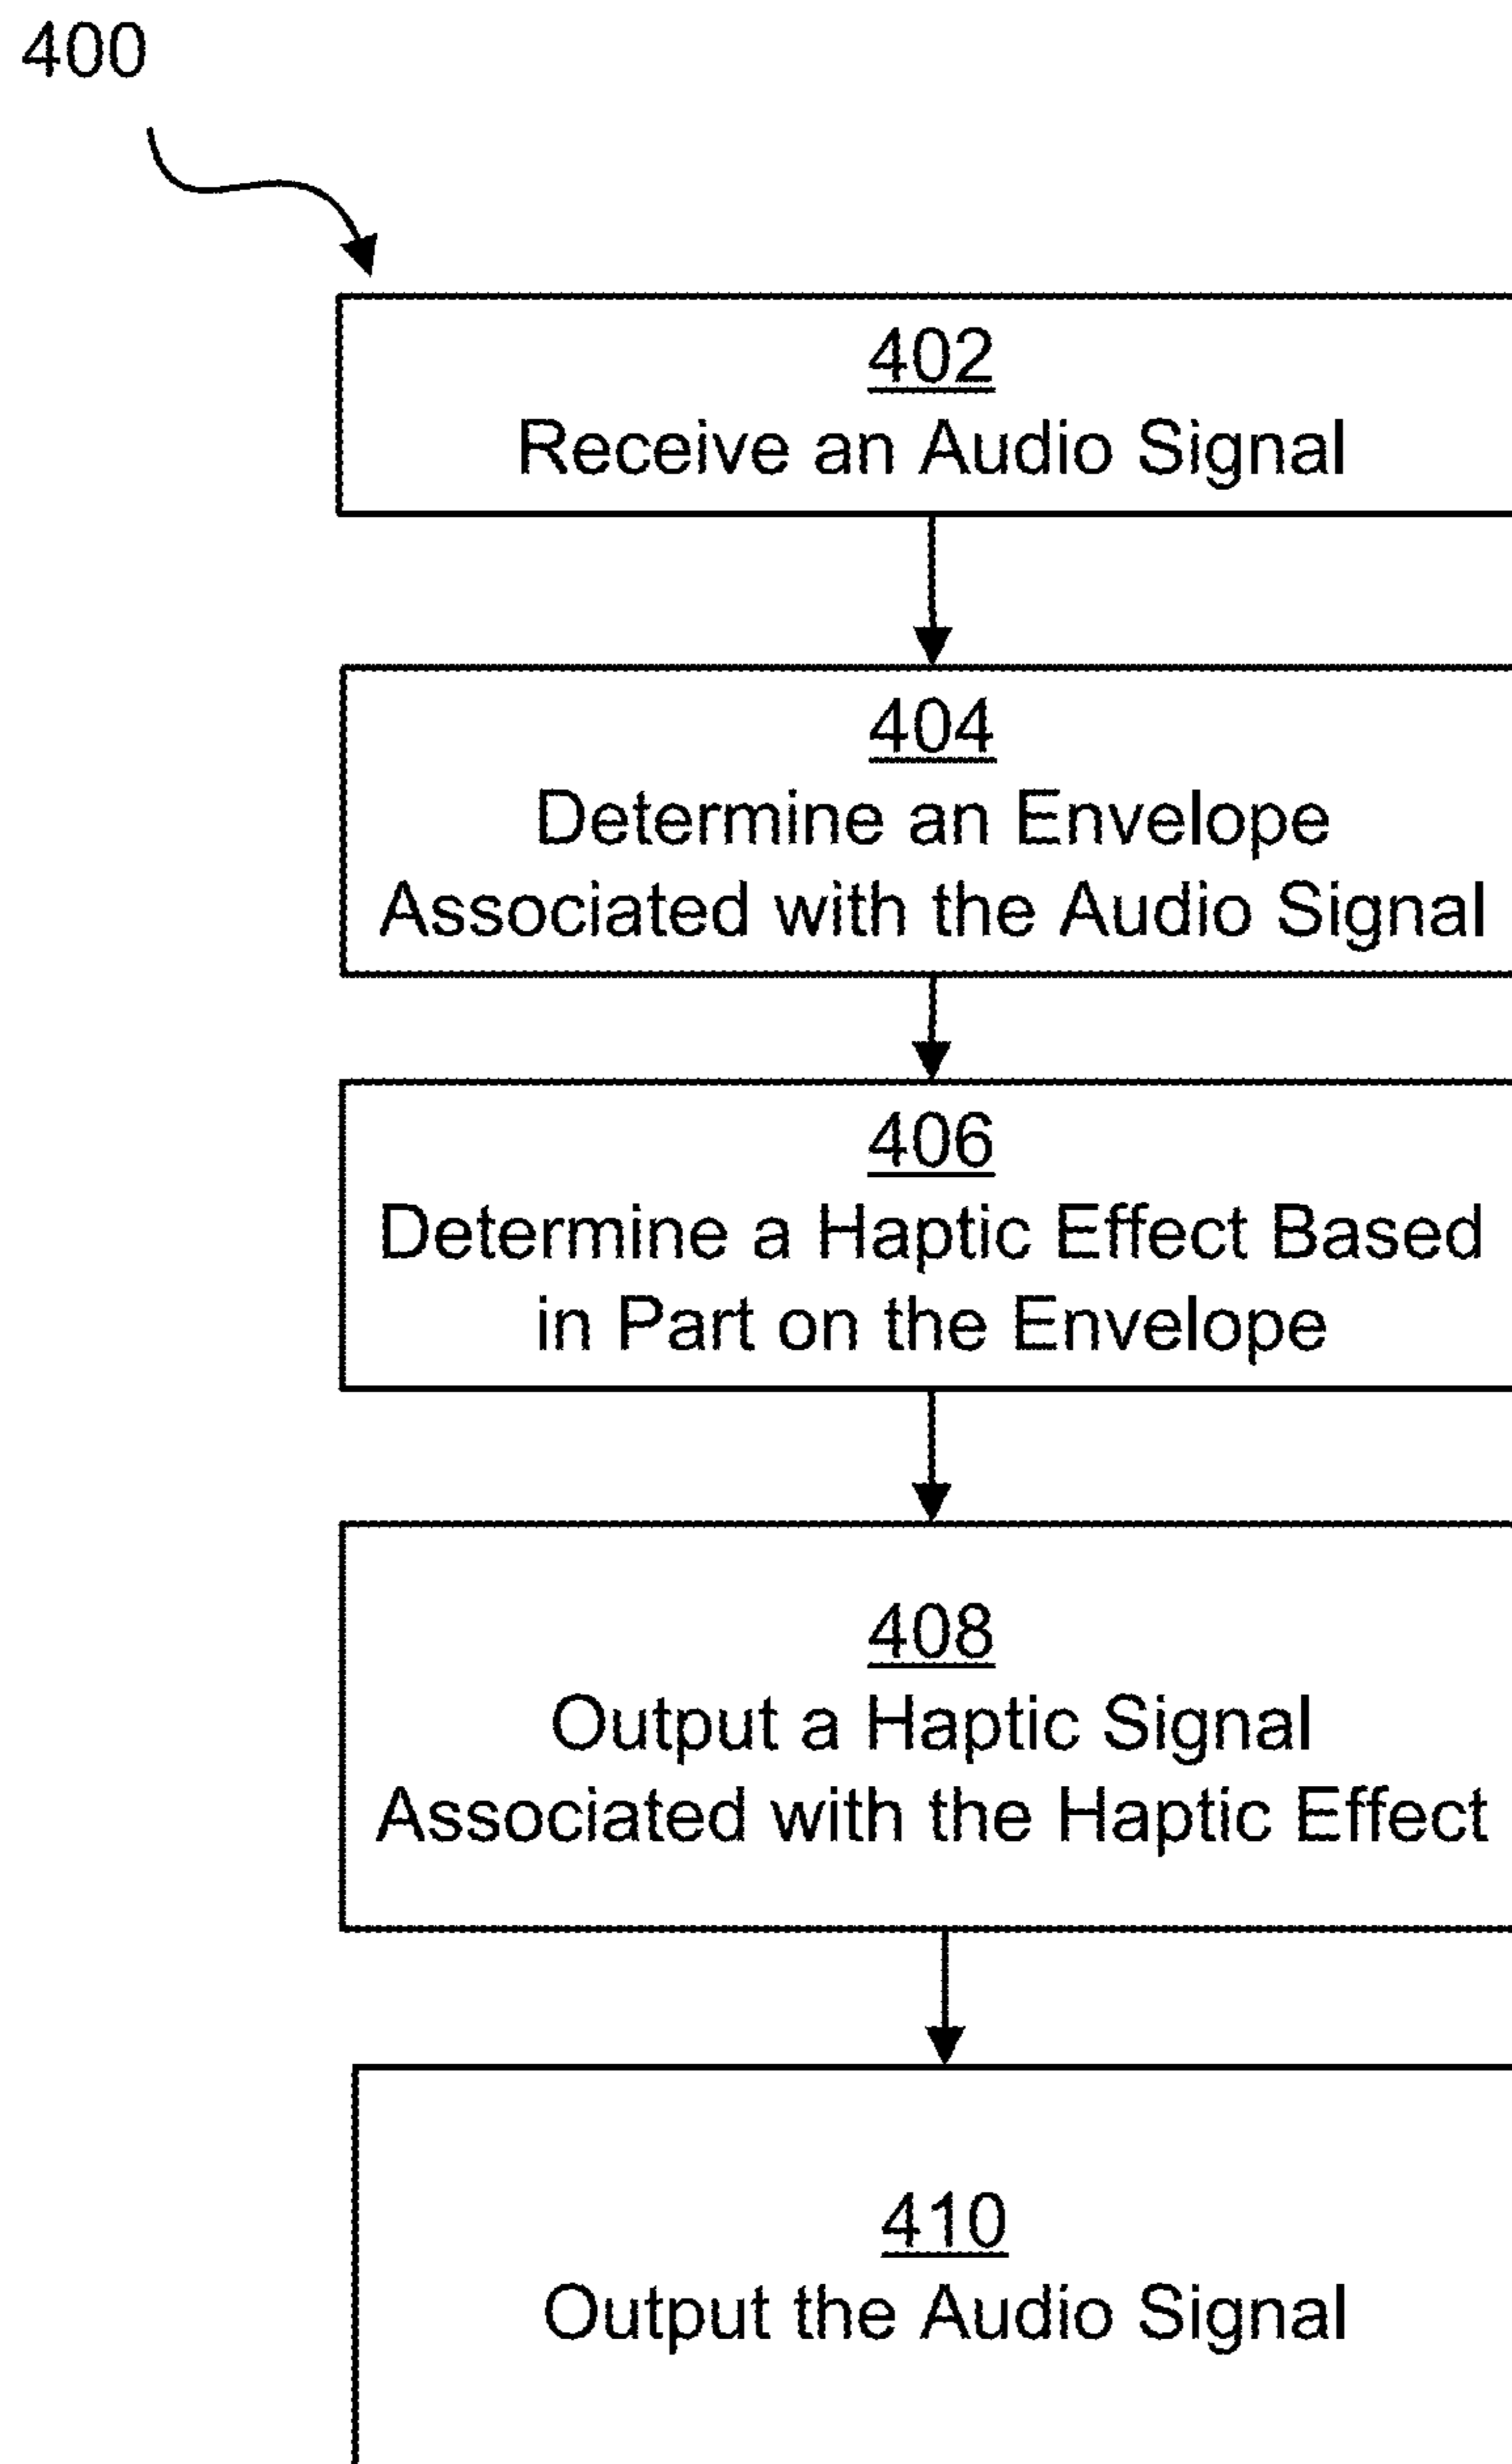 400
402
Receive an Audio Signal
404
Determine an Envelope
Associated with the Audio Signal
406
Determine a Haptic Effect Based
in Part on the Envelope
408
Output a Haptic Signal
Associated with the Haptic Effect
410
Output the Audio Signal